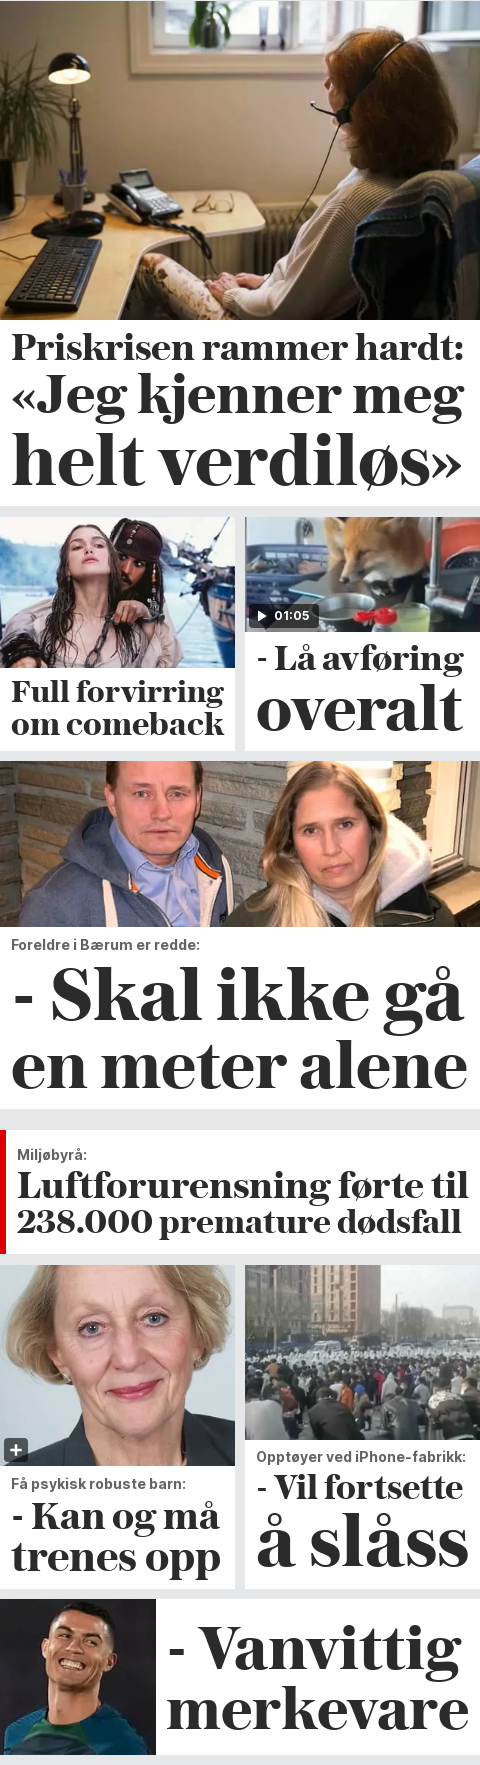 Priskrisen rammer hardt:
«Jeg kjenner meg
helt verdiløs»
Full forvirring
om comeback
01:05
- Lå avføring
overalt
Foreldre i Bærum er redde:
- Skal ikke gå
en meter alene
Miljøbyrå:
Luftforurensning førte til
238.000 premature dødsfall
Få psykisk robuste barn:
- Kan og må
trenes opp
Opptøyer ved iPhone-fabrikk:
- Vil fortsette
å slåss
- Vanvittig
merkevare